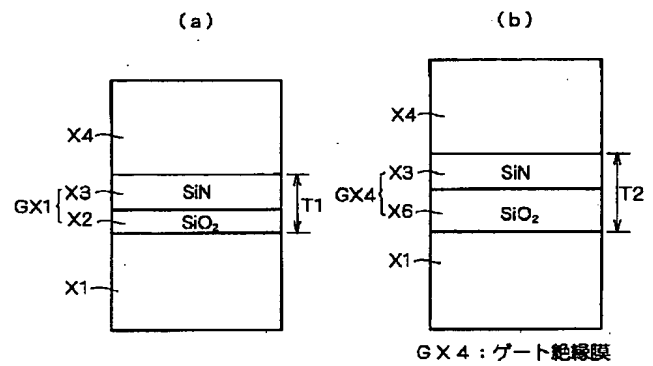 (a)
X4
GX1 { X3 SiN
X2 SiO₂
T1
X1
(b)
X4
GX4 { X3 SiN
X6 SiO₂
T2
X1
GX4:ゲート絶縁膜